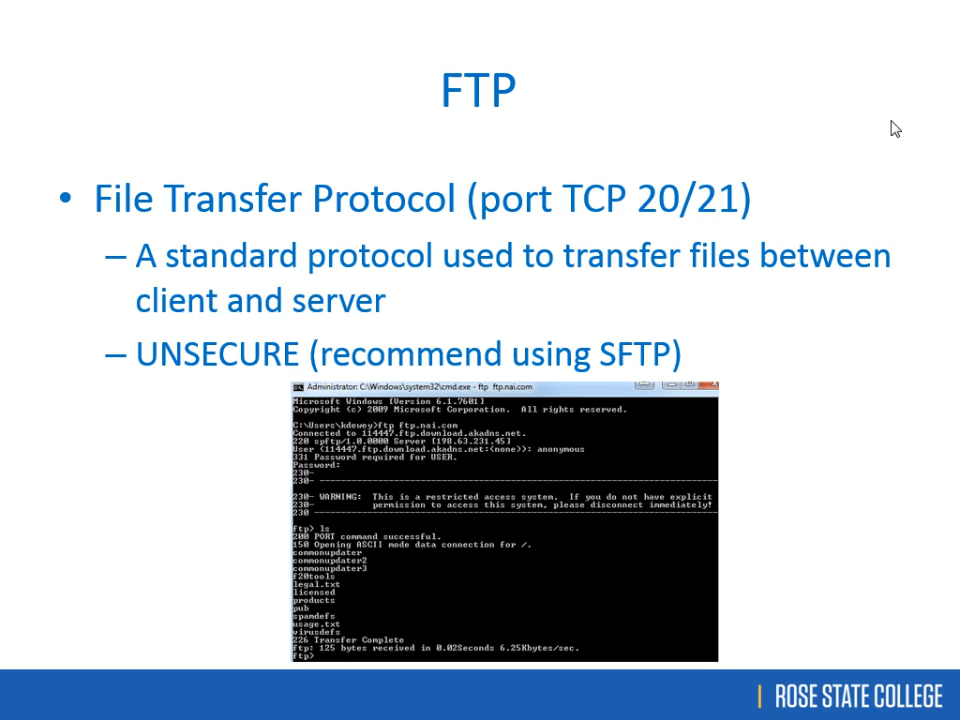 FTP
• File Transfer Protocol (port TCP 20/21)
– A standard protocol used to transfer files between
client and server
– UNSECURE (recommend using SFTP)
Administrator: C:\Windows\system32\cmd.exe - ftp ftp.nai.com
Microsoft Windows [Version 6.1.7601]
Copyright (c) 2009 Microsoft Corporation. All rights reserved.
C:\Users\kdewey>ftp ftp.nai.com
Connected to 114447.ftp.download.akadns.net.
220 spftp/1.0.0000 Server [198.63.231.45]
User (114447.ftp.download.akadns.net:(none)): anonymous
331 Password required for USER.
Password:
230-
230- ------------------------------------------------------------
230- WARNING: This is a restricted access system. If you do not have explicit
230- permission to access this system, please disconnect immediately!
230 ------------------------------------------------------------
ftp> ls
200 PORT command successful.
150 Opening ASCII mode data connection for /.
commonupdater
commonupdater2
commonupdater3
f20tools
legal.txt
licensed
products
pub
spamdefs
usage.txt
virusdefs
226 Transfer Complete
ftp: 125 bytes received in 0.02Seconds 6.25Kbytes/sec.
ftp>
ROSE STATE COLLEGE